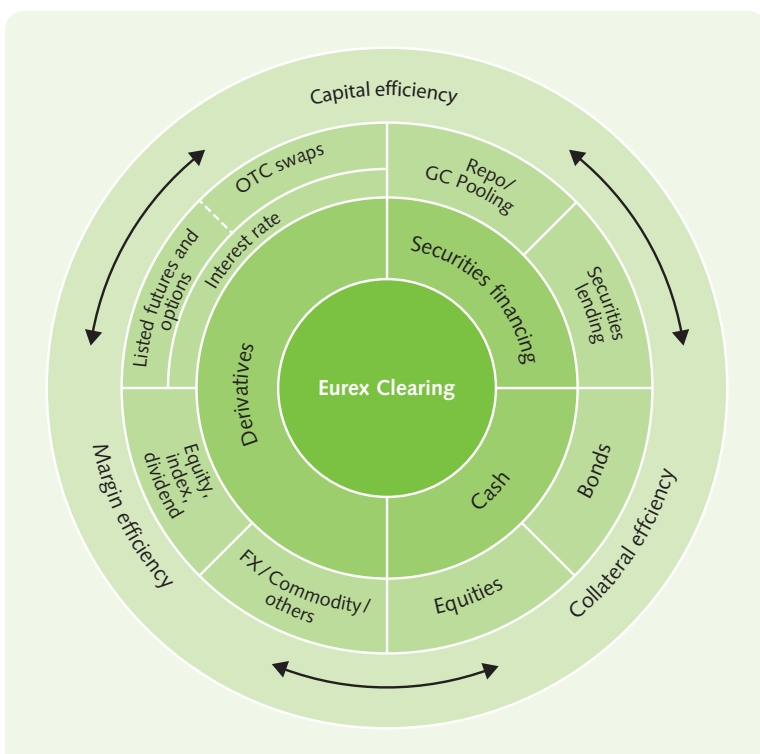 Capital efficiency
OTC swaps
Repo/
GC Pooling
Interest rate
Listed futures and
options
Securities financing
Securities
lending
Derivatives
Eurex Clearing
Equity,
index,
dividend
Cash
Bonds
Margin efficiency
Collateral effciency
FX/Commodity/
others
Equities